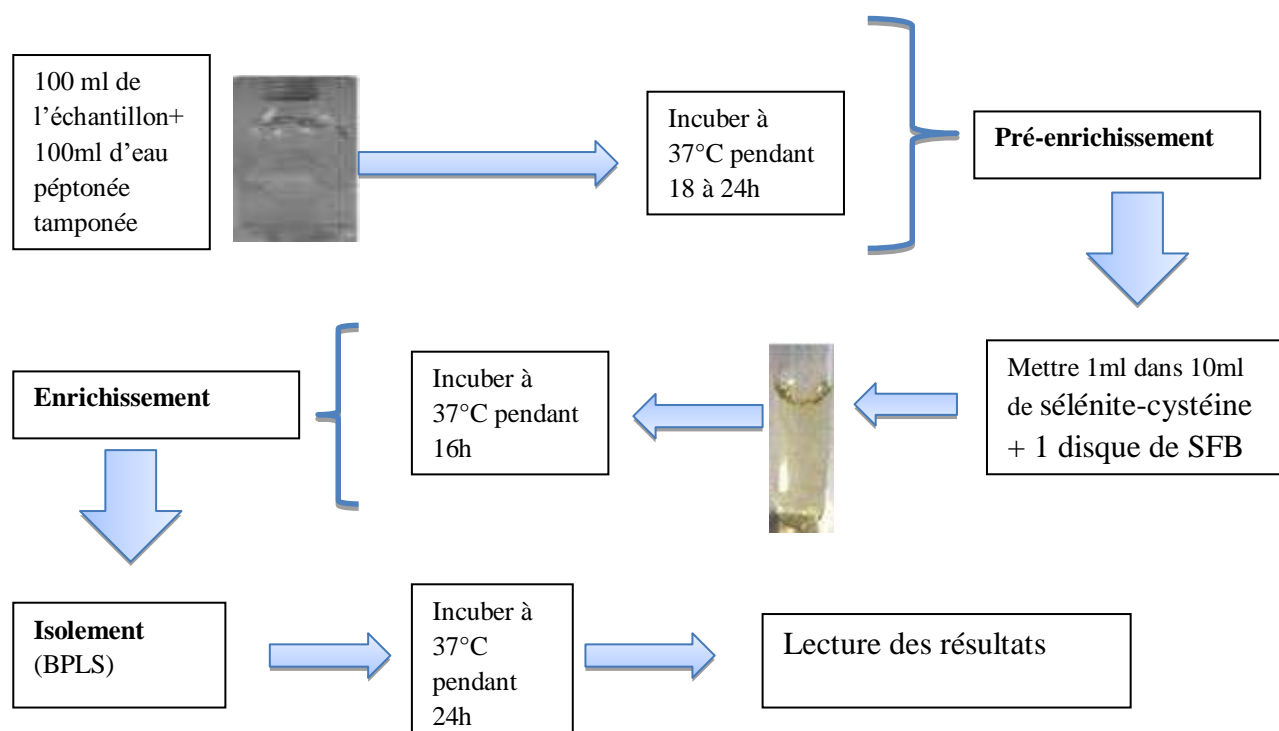 100 ml de
l’échantillon+
100ml d’eau
péptonée
tamponée
Incuber à
37°C pendant
18 à 24h
Pré-enrichissement
Mettre 1ml dans 10ml
de sélénite-cystéine
+ 1 disque de SFB
Incuber à
37°C pendant
16h
Enrichissement
Isolement
(BPLS)
Incuber à
37°C
pendant
24h
Lecture des résultats